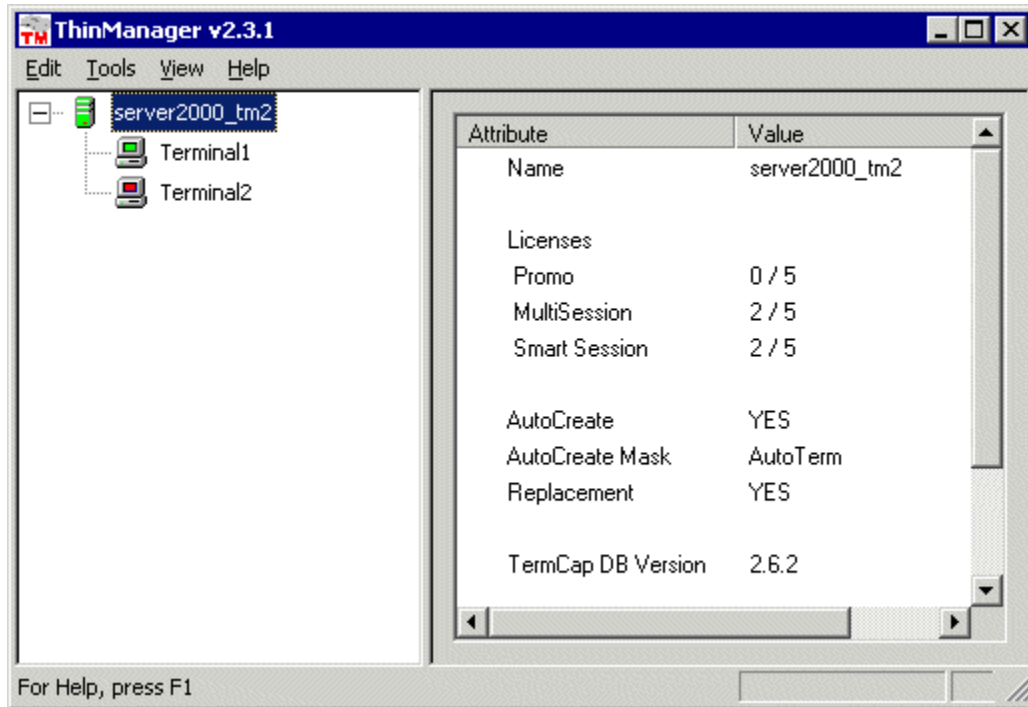 TM ThinManager v2.3.1
Edit Tools View Help
server2000_tm2
Terminal1
Terminal2
Attribute Value
Name server2000_tm2
Licenses
Promo 0 / 5
MultiSession 2 / 5
Smart Session 2 / 5
AutoCreate YES
AutoCreate Mask AutoTerm
Replacement YES
TermCap DB Version 2.6.2
For Help, press F1